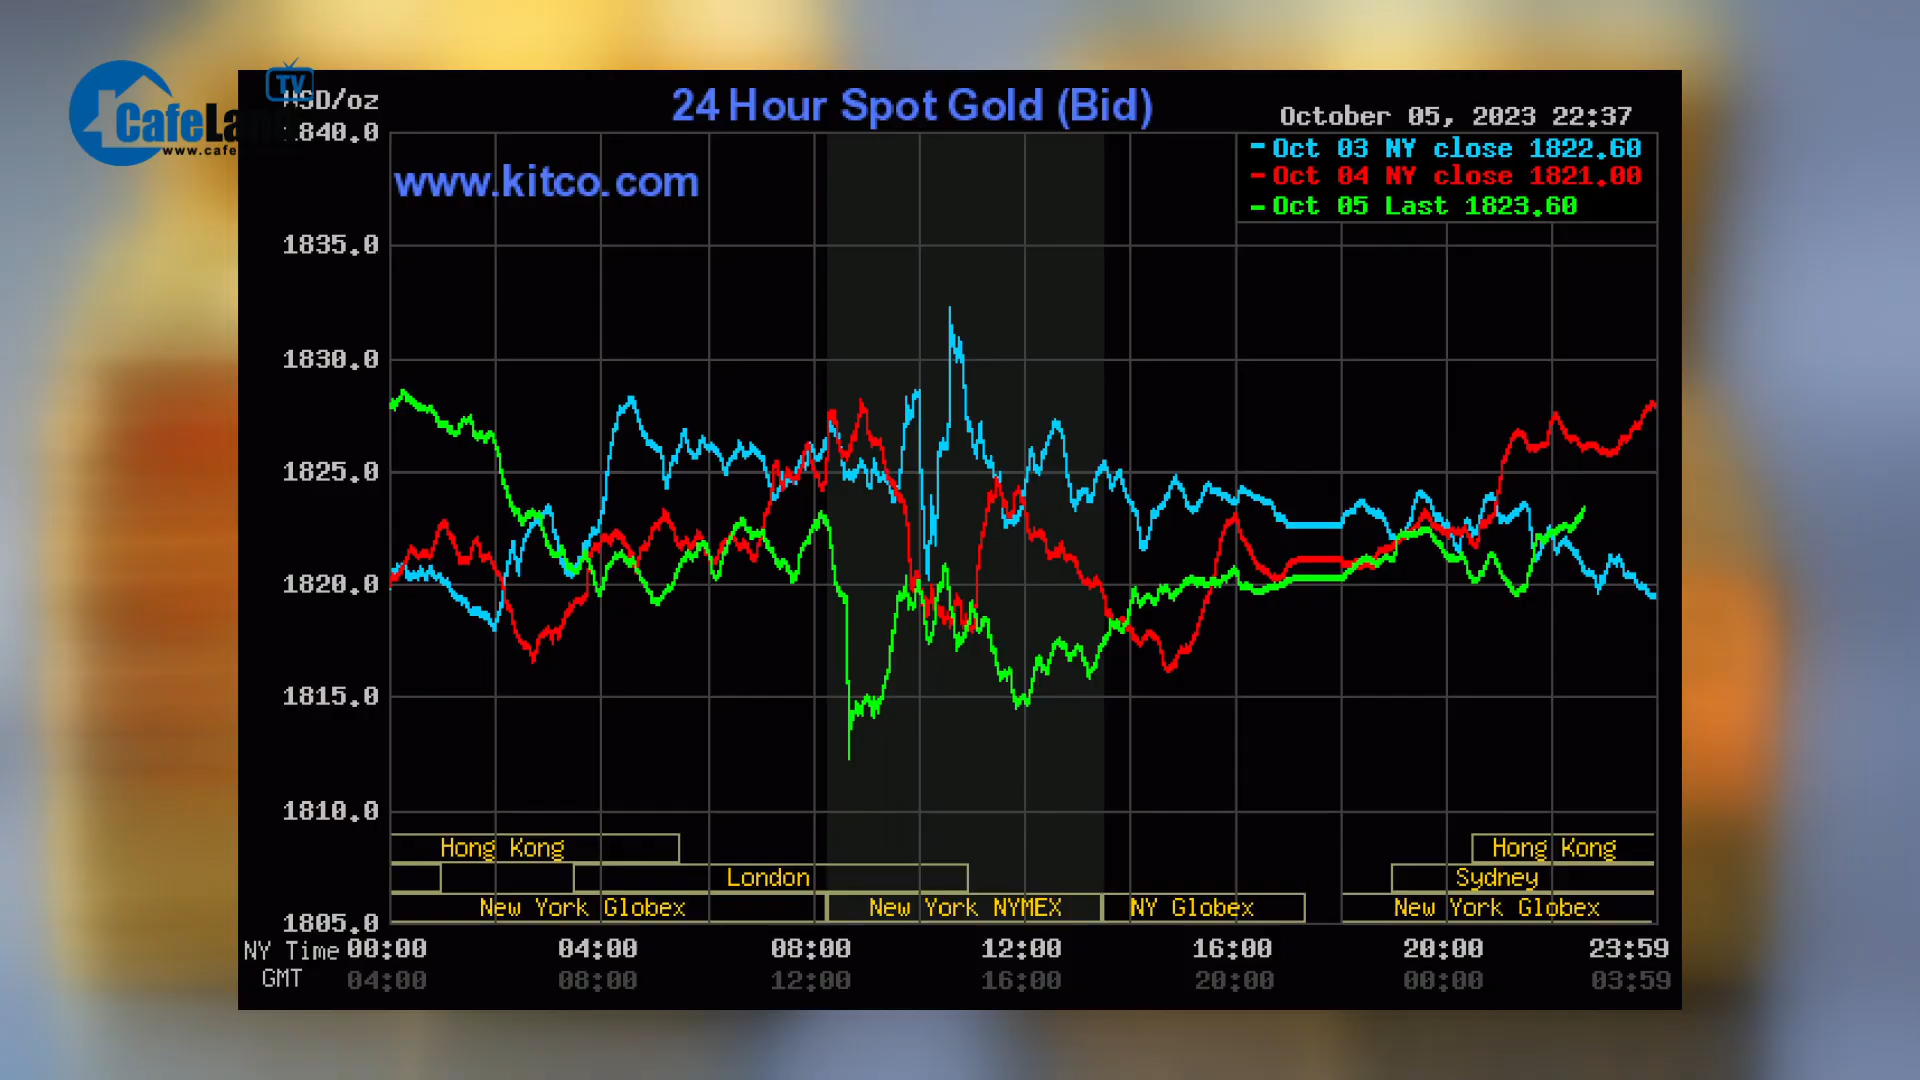 TV
CafeLan
www.cafe
USD/oz
24 Hour Spot Gold (Bid)
October 05, 2023 22:37
www.kitco.com
Oct 03 NY close 1822.60
Oct 04 NY close 1821.00
Oct 05 Last 1823.60
1840.0
1835.0
1830.0
1825.0
1820.0
1815.0
1810.0
1805.0
Hong Kong
Hong Kong
London
Sydney
New York Globex
New York NYMEX
NY Globex
New York Globex
NY Time 00:00 04:00 08:00 12:00 16:00 20:00 23:59
GMT 04:00 08:00 12:00 16:00 20:00 00:00 03:59